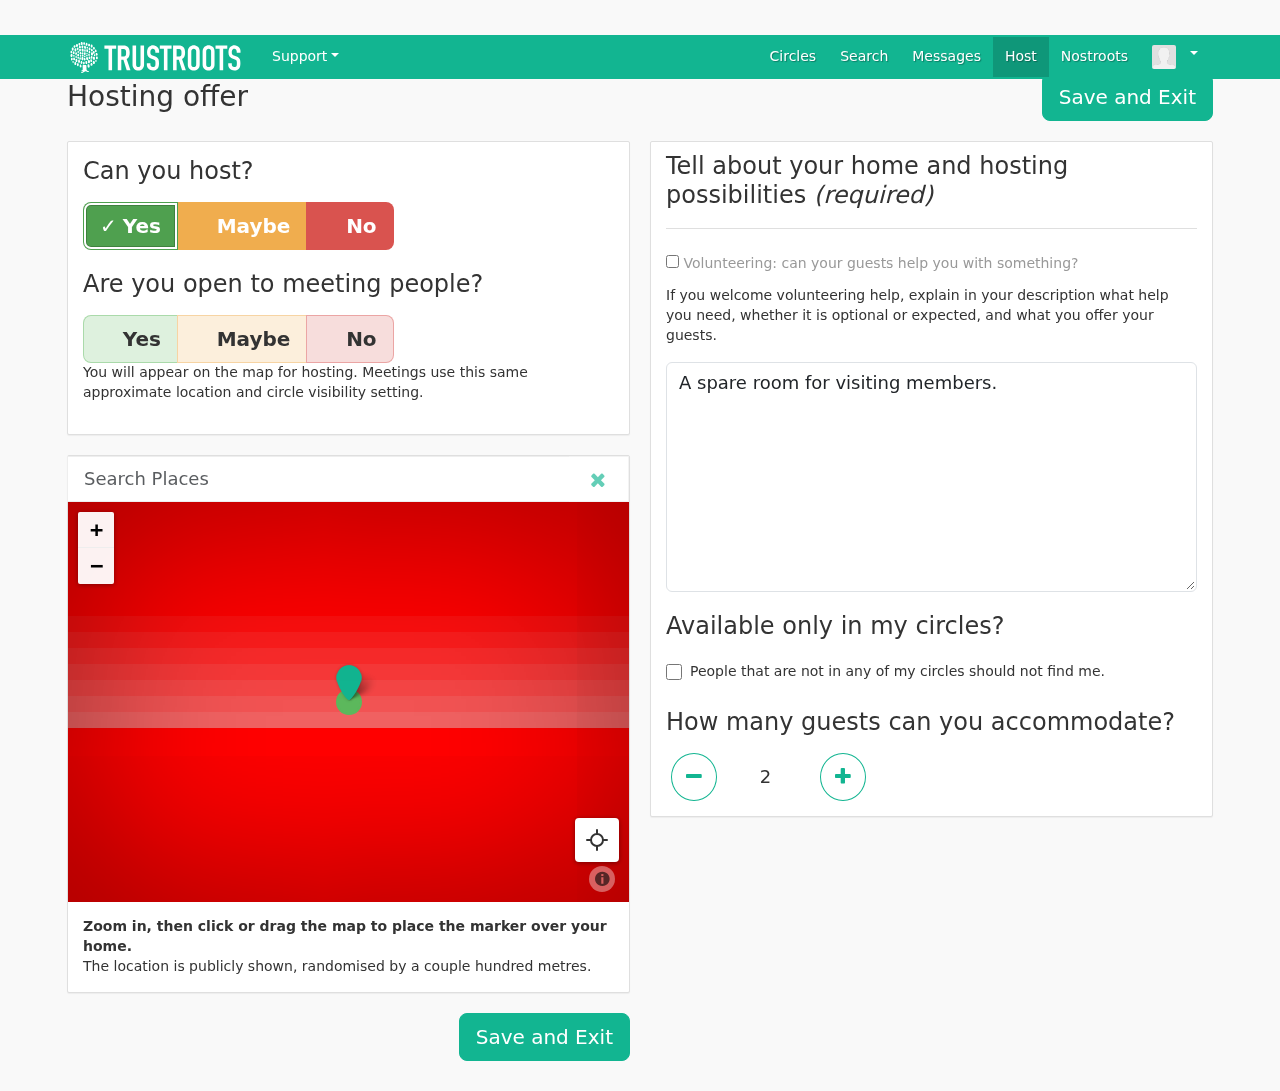 TRUSTROOTS
Support
Circles
Search
Messages
Host
Nostroots
Hosting offer
Save and Exit
Can you host?
✓ Yes
Maybe
No
Are you open to meeting people?
Yes
Maybe
No
You will appear on the map for hosting. Meetings use this same
approximate location and circle visibility setting.
Search Places
+
−
Zoom in, then click or drag the map to place the marker over your
home.
The location is publicly shown, randomised by a couple hundred metres.
Save and Exit
Tell about your home and hosting
possibilities (required)
Volunteering: can your guests help you with something?
If you welcome volunteering help, explain in your description what help
you need, whether it is optional or expected, and what you offer your
guests.
A spare room for visiting members.
Available only in my circles?
People that are not in any of my circles should not find me.
How many guests can you accommodate?
2